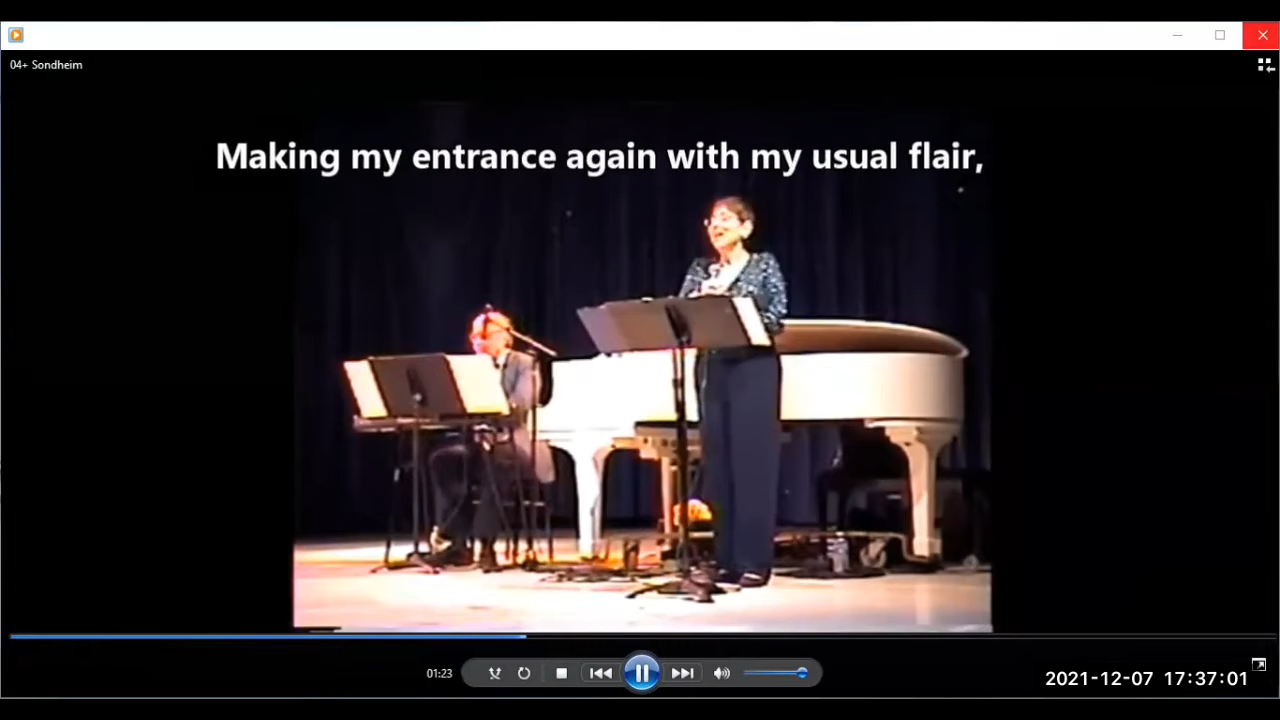 04+ Sondheim
Making my entrance again with my usual flair,
01:23
2021-12-07 17:37:01